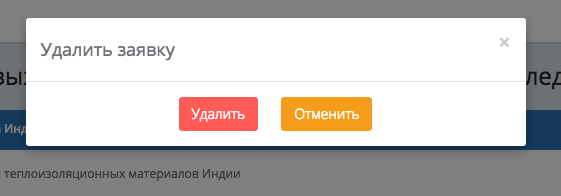 Удалить заявку
×
Удалить Отменить
теплоизоляционных материалов Индии